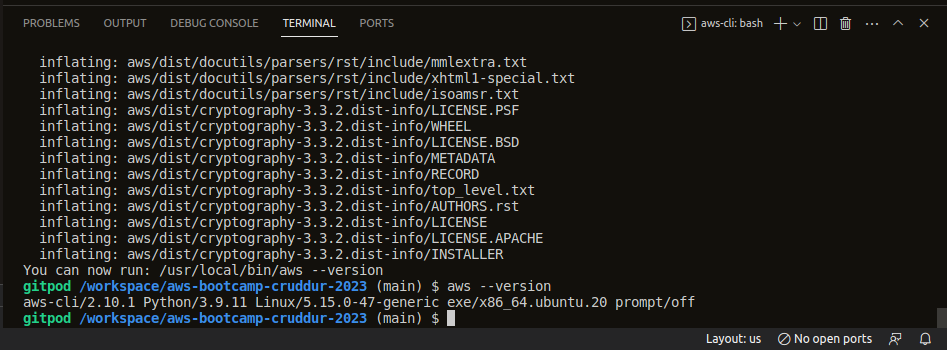 PROBLEMS OUTPUT DEBUG CONSOLE TERMINAL PORTS aws-cli: bash
inflating: aws/dist/docutils/parsers/rst/include/mmlextra.txt
inflating: aws/dist/docutils/parsers/rst/include/xhtml1-special.txt
inflating: aws/dist/docutils/parsers/rst/include/isoamsr.txt
inflating: aws/dist/cryptography-3.3.2.dist-info/LICENSE.PSF
inflating: aws/dist/cryptography-3.3.2.dist-info/WHEEL
inflating: aws/dist/cryptography-3.3.2.dist-info/LICENSE.BSD
inflating: aws/dist/cryptography-3.3.2.dist-info/METADATA
inflating: aws/dist/cryptography-3.3.2.dist-info/RECORD
inflating: aws/dist/cryptography-3.3.2.dist-info/top_level.txt
inflating: aws/dist/cryptography-3.3.2.dist-info/AUTHORS.rst
inflating: aws/dist/cryptography-3.3.2.dist-info/LICENSE
inflating: aws/dist/cryptography-3.3.2.dist-info/LICENSE.APACHE
inflating: aws/dist/cryptography-3.3.2.dist-info/INSTALLER
You can now run: /usr/local/bin/aws --version
gitpod /workspace/aws-bootcamp-cruddur-2023 (main) $ aws --version
aws-cli/2.10.1 Python/3.9.11 Linux/5.15.0-47-generic exe/x86_64.ubuntu.20 prompt/off
gitpod /workspace/aws-bootcamp-cruddur-2023 (main) $
Layout: us No open ports